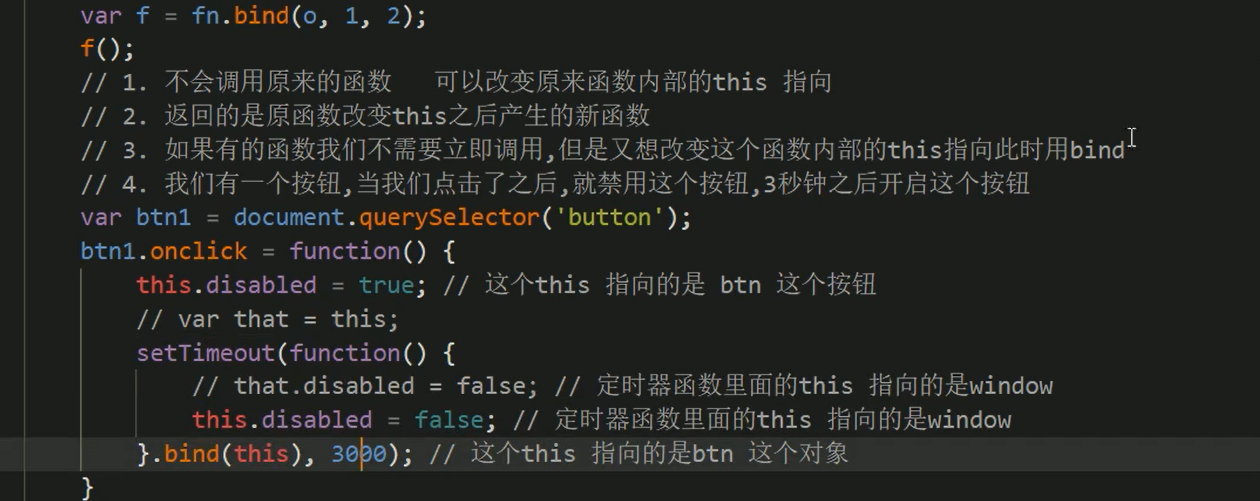 var f = fn.bind(o, 1, 2);
f();
// 1. 不会调用原来的函数   可以改变原来函数内部的this 指向
// 2. 返回的是原函数改变this之后产生的新函数
// 3. 如果有的函数我们不需要立即调用,但是又想改变这个函数内部的this指向此时用bind
// 4. 我们有一个按钮,当我们点击了之后,就禁用这个按钮,3秒钟之后开启这个按钮
var btn1 = document.querySelector('button');
btn1.onclick = function() {
    this.disabled = true; // 这个this 指向的是 btn 这个按钮
    // var that = this;
    setTimeout(function() {
        // that.disabled = false; // 定时器函数里面的this 指向的是window
        this.disabled = false; // 定时器函数里面的this 指向的是window
    }.bind(this), 3000); // 这个this 指向的是btn 这个对象
}